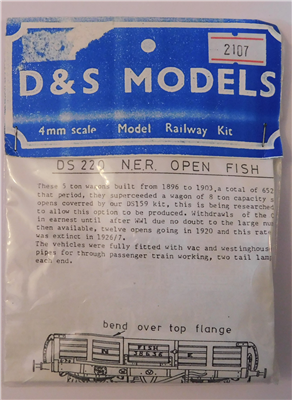 2107
D&S MODELS
4mm scale Model Railway Kit
DS 220 N.E.R. OPEN FISH
These 5 ton wagons built from 1896 to 1903,a total of 652
that period, they superceeded a wagon of 8 ton capacity s
opens coverred by our DS159 kit, this is being researched
to allow this option to be produced. Withdrawls of the
in earnest until after WW1 due no doubt to the large num
then available, twelve opens going in 1920 and this rate
was extinct in 1926/7.
The vehicles were fully fitted with vac and westinghouse
pipes for through passenger train working, two tail lam
each end.
bend over top flange
N FISH E